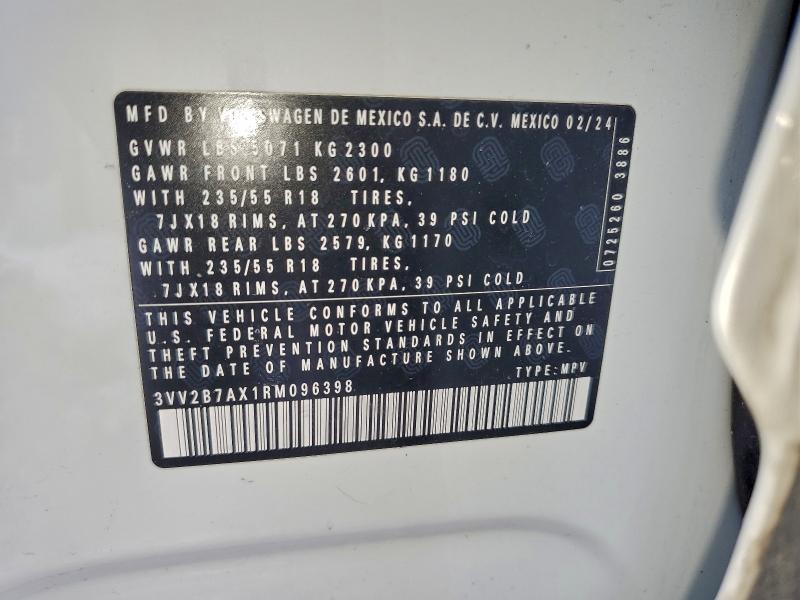 MFD BY VOLKSWAGEN DE MEXICO S.A. DE C.V. MEXICO 02/24
GVWR LBS 5071 KG 2300
GAWR FRONT LBS 2601, KG 1180
WITH 235/55 R18 TIRES,
7JX18 RIMS, AT 270 KPA, 39 PSI COLD
GAWR REAR LBS 2579, KG 1170
WITH 235/55 R18 TIRES,
7JX18 RIMS, AT 270 KPA, 39 PSI COLD
0725260 3886
THIS VEHICLE CONFORMS TO ALL APPLICABLE
U.S. FEDERAL MOTOR VEHICLE SAFETY AND
THEFT PREVENTION STANDARDS IN EFFECT ON
THE DATE OF MANUFACTURE SHOWN ABOVE.
3VV2B7AX1RM096398 TYPE: MPV